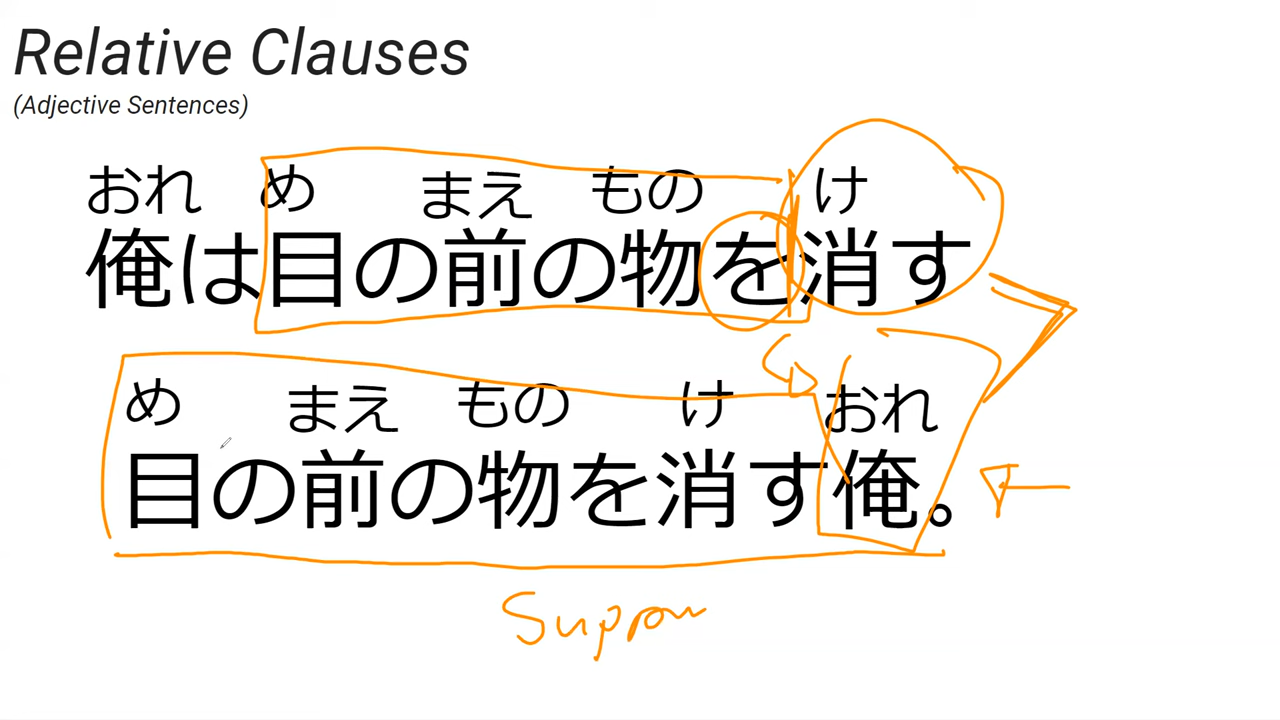 Relative Clauses
(Adjective Sentences)
おれ め まえ もの け
俺は目の前の物を消す
め まえ もの け おれ
目の前の物を消す俺。